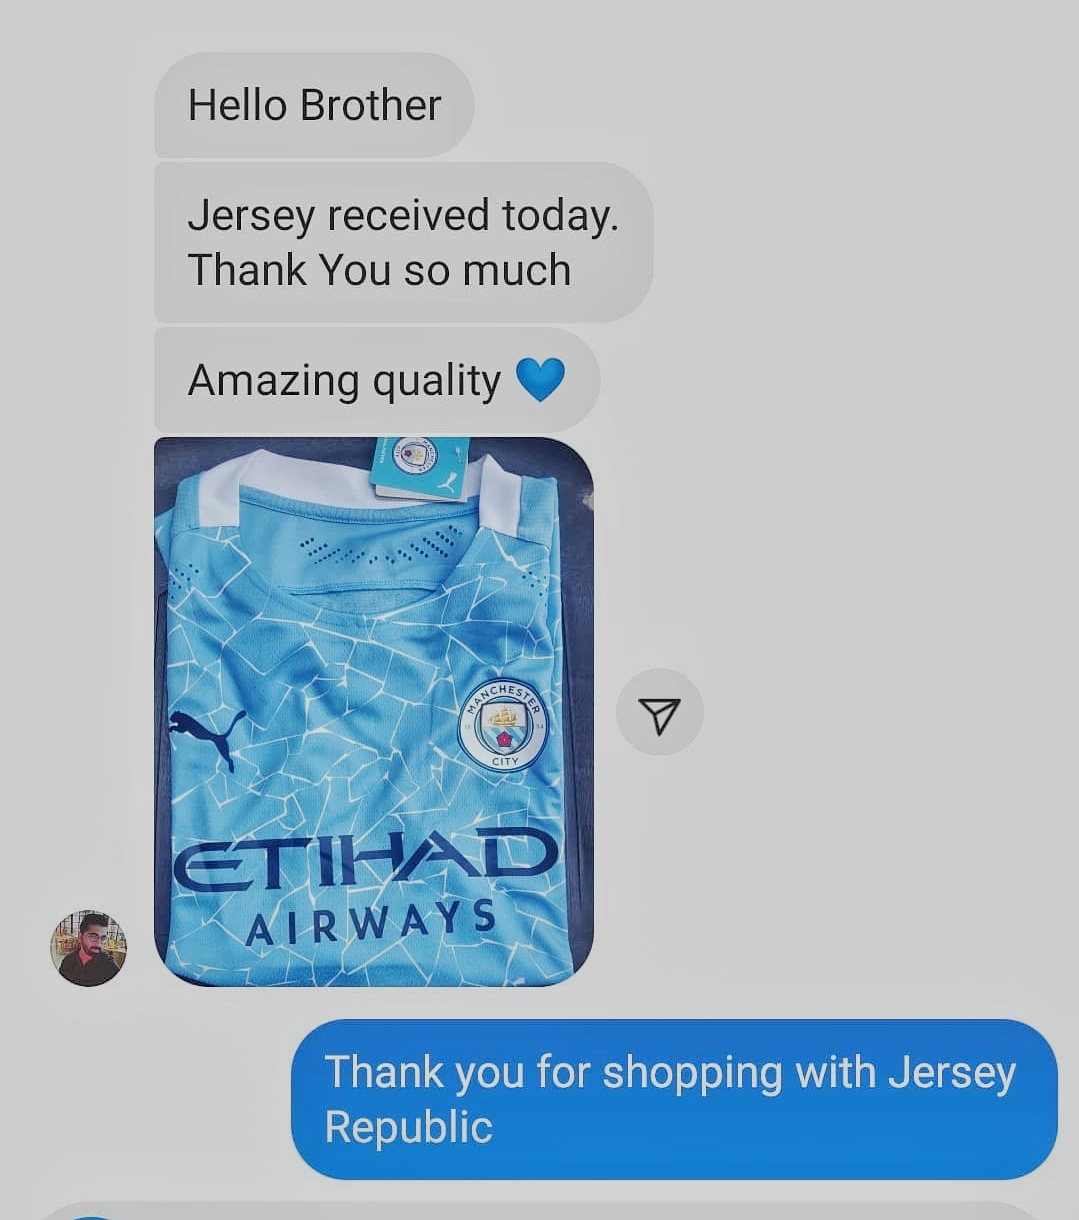 Hello Brother
Jersey received today.
Thank You so much
Amazing quality 💙
MANCHESTER
CITY
ETIHAD
AIRWAYS
Thank you for shopping with Jersey
Republic